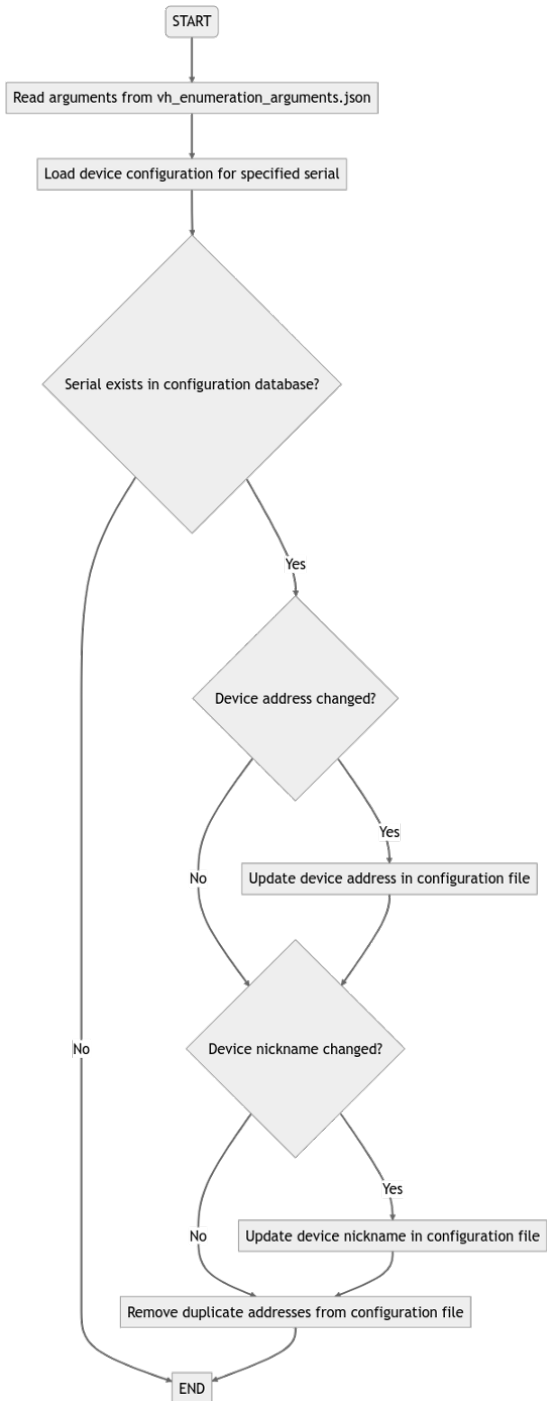 START
Read arguments from vh_enumeration_arguments.json
Load device configuration for specified serial
Serial exists in configuration database?
Yes
Device address changed?
Yes
No
Update device address in configuration file
Device nickname changed?
No
Yes
No
Update device nickname in configuration file
Remove duplicate addresses from configuration file
END